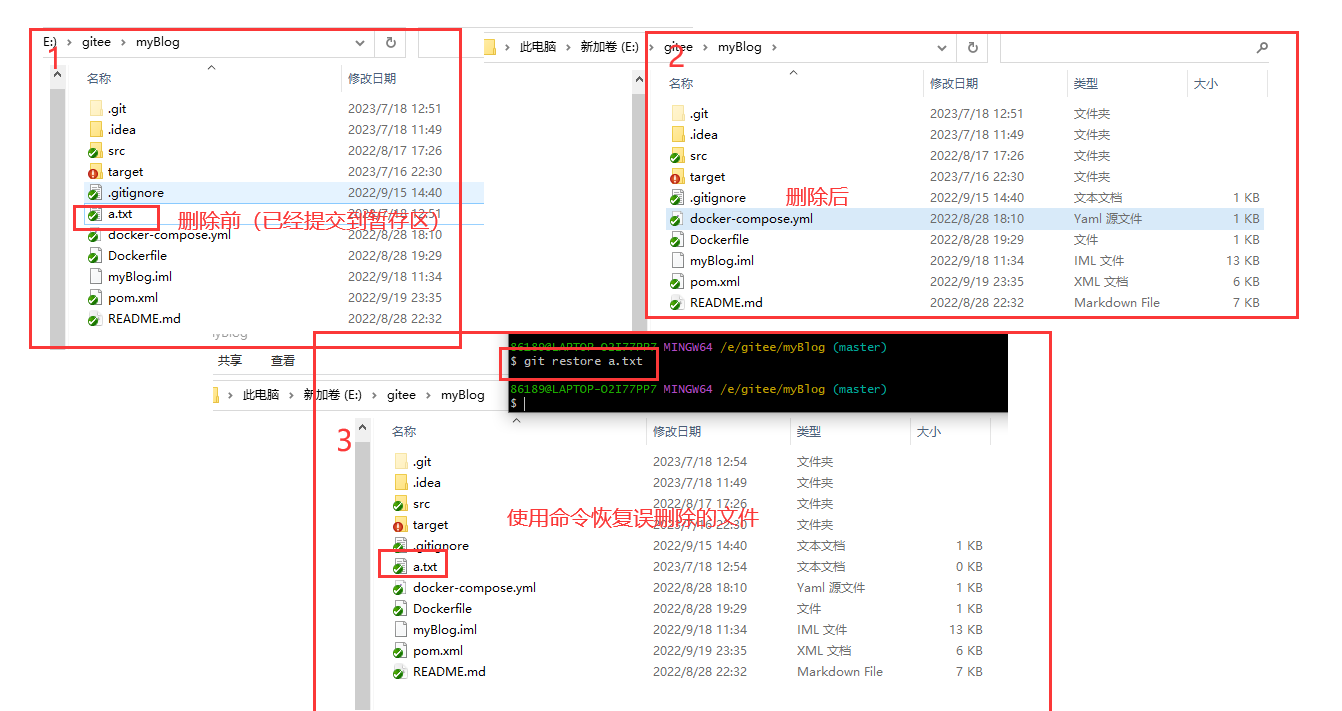 E:) › gitee › myBlog
1
名称 修改日期
.git 2023/7/18 12:51
.idea 2023/7/18 11:49
src 2022/8/17 17:26
target 2023/7/16 22:30
.gitignore 2022/9/15 14:40
a.txt 2023/7/18 12:51
删除前（已经提交到暂存区）
docker-compose.yml 2022/8/28 18:10
Dockerfile 2022/8/28 19:29
myBlog.iml 2022/9/18 11:34
pom.xml 2022/9/19 23:35
README.md 2022/8/28 22:32
› 此电脑 › 新加卷 (E:) › gitee › myBlog ›
2
名称 修改日期 类型 大小
.git 2023/7/18 12:51 文件夹
.idea 2023/7/18 11:49 文件夹
src 2022/8/17 17:26 文件夹
target 2023/7/16 22:30 文件夹
.gitignore 2022/9/15 14:40 文本文档 1 KB
删除后
docker-compose.yml 2022/8/28 18:10 Yaml 源文件 1 KB
Dockerfile 2022/8/28 19:29 文件 1 KB
myBlog.iml 2022/9/18 11:34 IML 文件 13 KB
pom.xml 2022/9/19 23:35 XML 文档 6 KB
README.md 2022/8/28 22:32 Markdown File 7 KB
myBlog
共享 查看
› 此电脑 › 新加卷 (E:) › gitee › myBlog
86189@LAPTOP-O2I77PP7 MINGW64 /e/gitee/myBlog (master)
$ git restore a.txt
86189@LAPTOP-O2I77PP7 MINGW64 /e/gitee/myBlog (master)
$
3
名称 修改日期 类型 大小
.git 2023/7/18 12:54 文件夹
.idea 2023/7/18 11:49 文件夹
src 2022/8/17 17:26 文件夹
使用命令恢复误删除的文件
target 2023/7/16 22:30 文件夹
.gitignore 2022/9/15 14:40 文本文档 1 KB
a.txt 2023/7/18 12:54 文本文档 0 KB
docker-compose.yml 2022/8/28 18:10 Yaml 源文件 1 KB
Dockerfile 2022/8/28 19:29 文件 1 KB
myBlog.iml 2022/9/18 11:34 IML 文件 13 KB
pom.xml 2022/9/19 23:35 XML 文档 6 KB
README.md 2022/8/28 22:32 Markdown File 7 KB